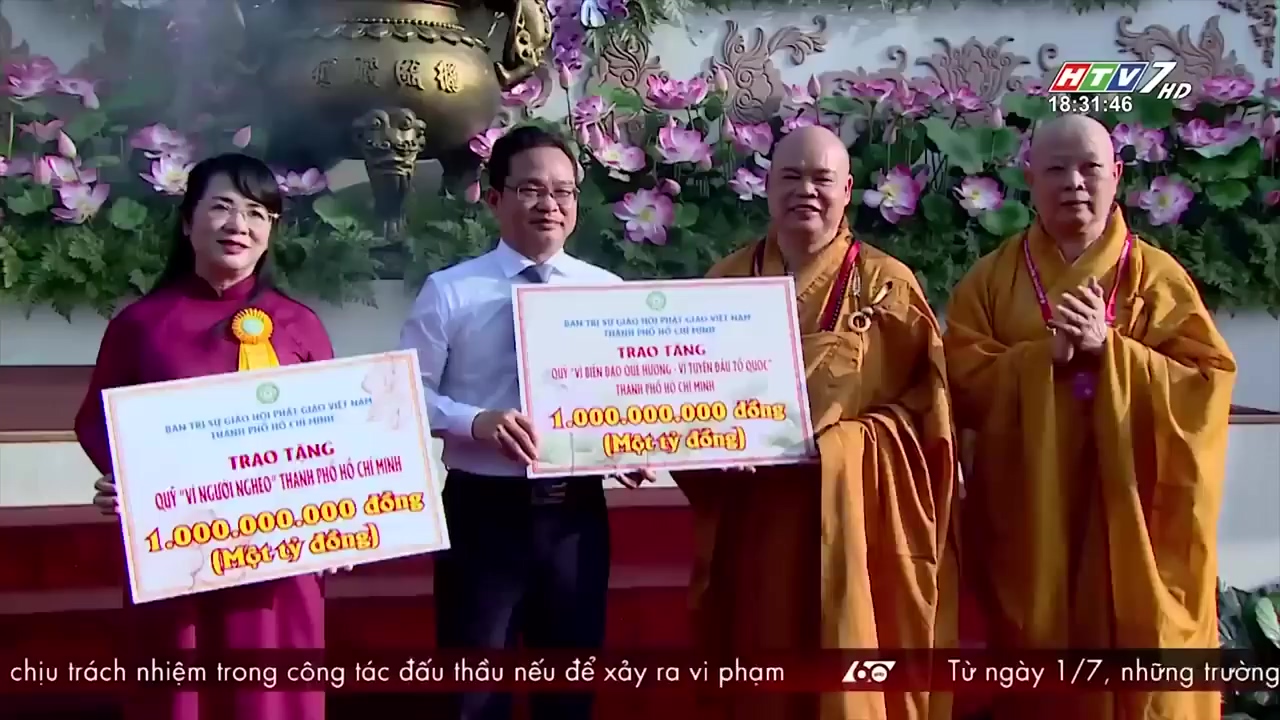 HTV7 HD
18:31:46
BAN TRỊ SỰ GIÁO HỘI PHẬT GIÁO VIỆT NAM
THÀNH PHỐ HỒ CHÍ MINH
TRAO TẶNG
QUỸ "VÌ BIỂN ĐẢO QUÊ HƯƠNG - VÌ TUYẾN ĐẦU TỔ QUỐC"
THÀNH PHỐ HỒ CHÍ MINH
1.000.000.000 đồng
(Một tỷ đồng)
BAN TRỊ SỰ GIÁO HỘI PHẬT GIÁO VIỆT NAM
THÀNH PHỐ HỒ CHÍ MINH
TRAO TẶNG
QUỸ "VÌ NGƯỜI NGHÈO" THÀNH PHỐ HỒ CHÍ MINH
1.000.000.000 đồng
(Một tỷ đồng)
chịu trách nhiệm trong công tác đấu thầu nếu để xảy ra vi phạm 60 Từ ngày 1/7, những trường